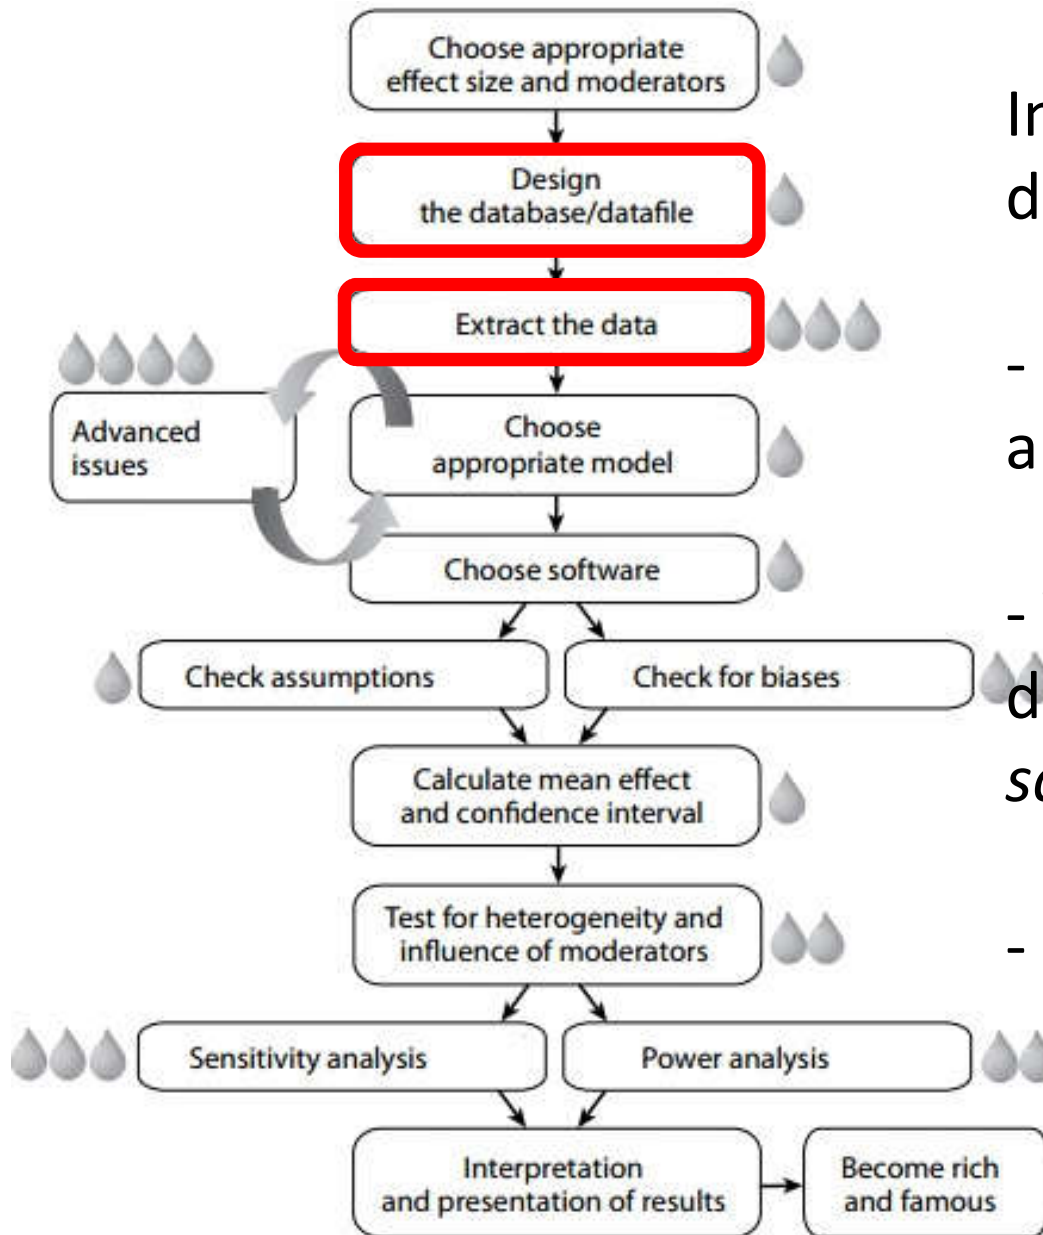 Choose appropriate
effect size and moderators
Design
the database/datafile
Extract the data
Advanced
issues
Choose
appropriate model
Choose software
Check assumptions
Check for biases
Calculate mean effect
and confidence interval
Test for heterogeneity and
influence of moderators
Sensitivity analysis
Power analysis
Interpretation
and presentation of results
Become rich
and famous
-
a
-
d
-